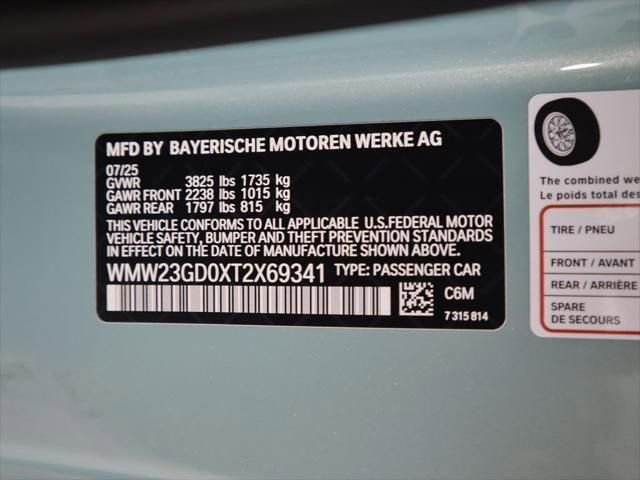 MFD BY BAYERISCHE MOTOREN WERKE AG
07/25
GVWR 3825 lbs 1735 kg
GAWR FRONT 2238 lbs 1015 kg
GAWR REAR 1797 lbs 815 kg
THIS VEHICLE CONFORMS TO ALL APPLICABLE U.S.FEDERAL MOTOR
VEHICLE SAFETY, BUMPER AND THEFT PREVENTION STANDARDS
IN EFFECT ON THE DATE OF MANUFACTURE SHOWN ABOVE.
WMW23GD0XT2X69341 TYPE: PASSENGER CAR
C6M
7 315 814
The combined we
Le poids total des
TIRE / PNEU
FRONT / AVANT
REAR / ARRIÈRE
SPARE
DE SECOURS